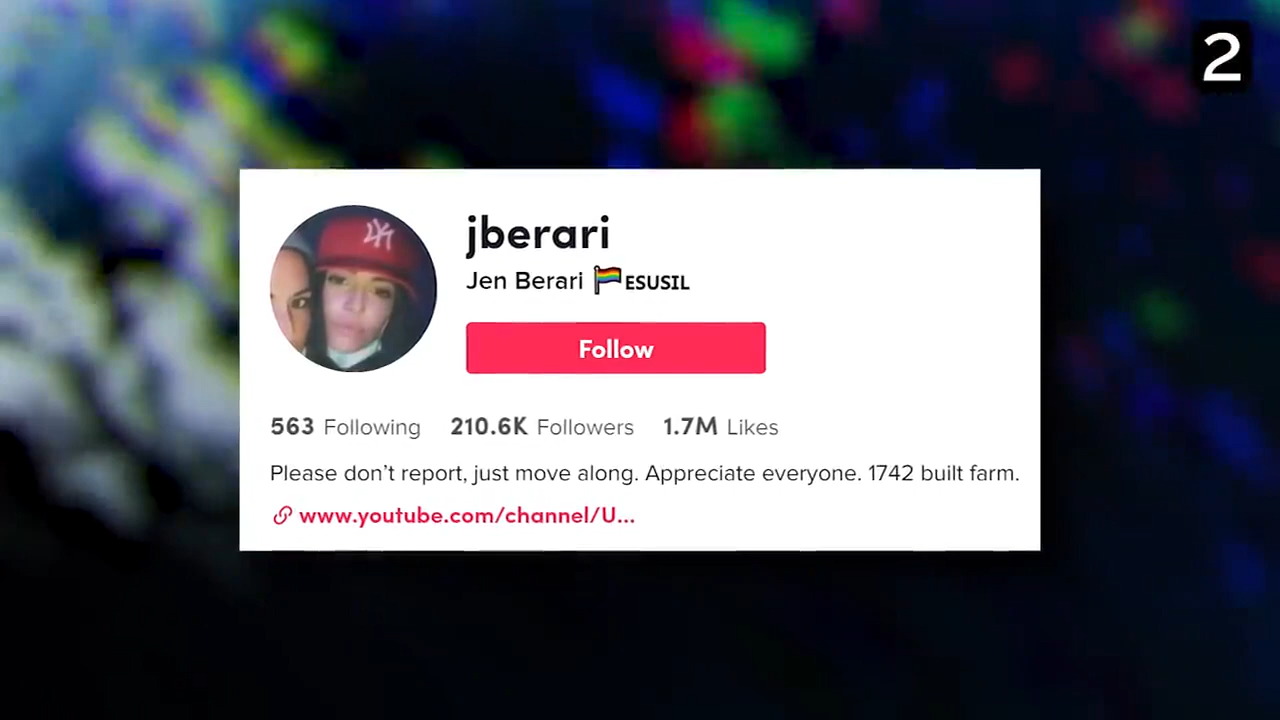 2
jberari
Jen Berari 🏳️‍🌈ESUSIL
Follow
563 Following 210.6K Followers 1.7M Likes
Please don't report, just move along. Appreciate everyone. 1742 built farm.
www.youtube.com/channel/U...